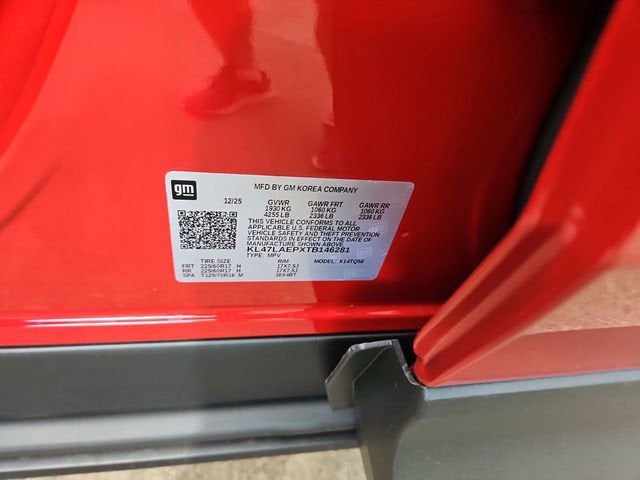 gm
MFD BY GM KOREA COMPANY
12/25 GVWR GAWR FRT GAWR RR
1930 KG 1060 KG 1060 KG
4255 LB 2336 LB 2336 LB
THIS VEHICLE CONFORMS TO ALL
APPLICABLE U.S. FEDERAL MOTOR
VEHICLE SAFETY AND THEFT PREVENTION
STANDARDS IN EFFECT ON THE DATE OF
MANUFACTURE SHOWN ABOVE
KL47LAEPXTB146281
TYPE: MPV
TIRE SIZE RIM MODEL: X14TQ58
FRT 225/60R17 H 17X7.5J
RR 225/60R17 H 17X7.5J
SPA T125/70R16 M 16X4BT